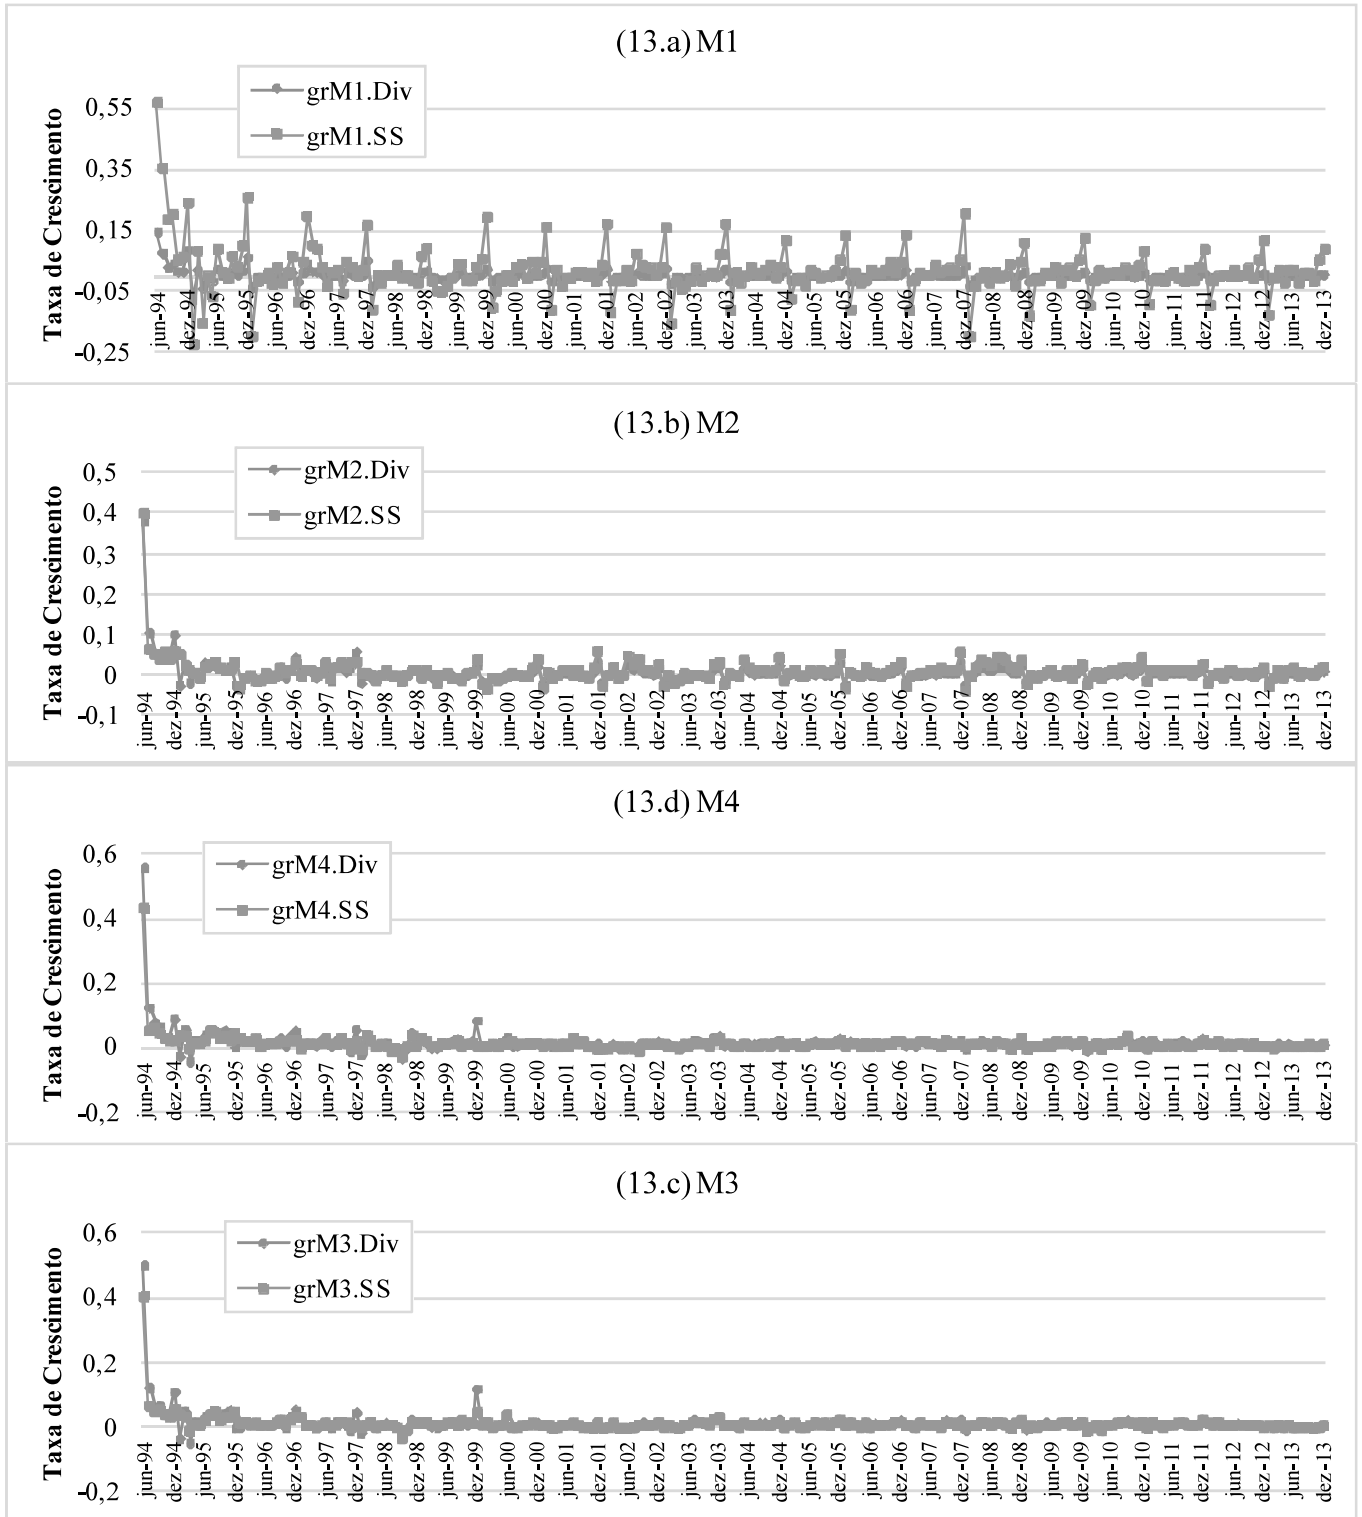 (13.a) M1
grM1.Div
grM1.SS
Taxa de Crescimento
0,55
0,35
0,15
-0,05
-0,25
jun-94
dez-94
jun-95
dez-95
jun-96
dez-96
jun-97
dez-97
jun-98
dez-98
jun-99
dez-99
jun-00
dez-00
jun-01
dez-01
jun-02
dez-02
jun-03
dez-03
jun-04
dez-04
jun-05
dez-05
jun-06
dez-06
jun-07
dez-07
jun-08
dez-08
jun-09
dez-09
jun-10
dez-10
jun-11
dez-11
jun-12
dez-12
jun-13
dez-13
(13.b) M2
grM2.Div
grM2.SS
Taxa de Crescimento
0,5
0,4
0,3
0,2
0,1
0
-0,1
jun-94
dez-94
jun-95
dez-95
jun-96
dez-96
jun-97
dez-97
jun-98
dez-98
jun-99
dez-99
jun-00
dez-00
jun-01
dez-01
jun-02
dez-02
jun-03
dez-03
jun-04
dez-04
jun-05
dez-05
jun-06
dez-06
jun-07
dez-07
jun-08
dez-08
jun-09
dez-09
jun-10
dez-10
jun-11
dez-11
jun-12
dez-12
jun-13
dez-13
(13.d) M4
grM4.Div
grM4.SS
Taxa de Crescimento
0,6
0,4
0,2
0
-0,2
jun-94
dez-94
jun-95
dez-95
jun-96
dez-96
jun-97
dez-97
jun-98
dez-98
jun-99
dez-99
jun-00
dez-00
jun-01
dez-01
jun-02
dez-02
jun-03
dez-03
jun-04
dez-04
jun-05
dez-05
jun-06
dez-06
jun-07
dez-07
jun-08
dez-08
jun-09
dez-09
jun-10
dez-10
jun-11
dez-11
jun-12
dez-12
jun-13
dez-13
(13.c) M3
grM3.Div
grM3.SS
Taxa de Crescimento
0,6
0,4
0,2
0
-0,2
jun-94
dez-94
jun-95
dez-95
jun-96
dez-96
jun-97
dez-97
jun-98
dez-98
jun-99
dez-99
jun-00
dez-00
jun-01
dez-01
jun-02
dez-02
jun-03
dez-03
jun-04
dez-04
jun-05
dez-05
jun-06
dez-06
jun-07
dez-07
jun-08
dez-08
jun-09
dez-09
jun-10
dez-10
jun-11
dez-11
jun-12
dez-12
jun-13
dez-13